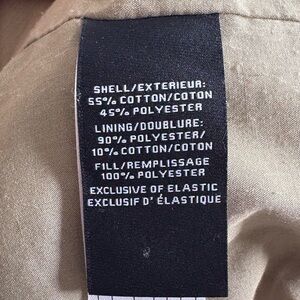 SHELL/EXTERIEUR:
55% COTTON/COTON
45% POLYESTER
LINING/DOUBLURE:
90% POLYESTER/
10% COTTON/COTON
FILL/REMPLISSAGE
100% POLYESTER
EXCLUSIVE OF ELASTIC
EXCLUSIF D' ÉLASTIQUE